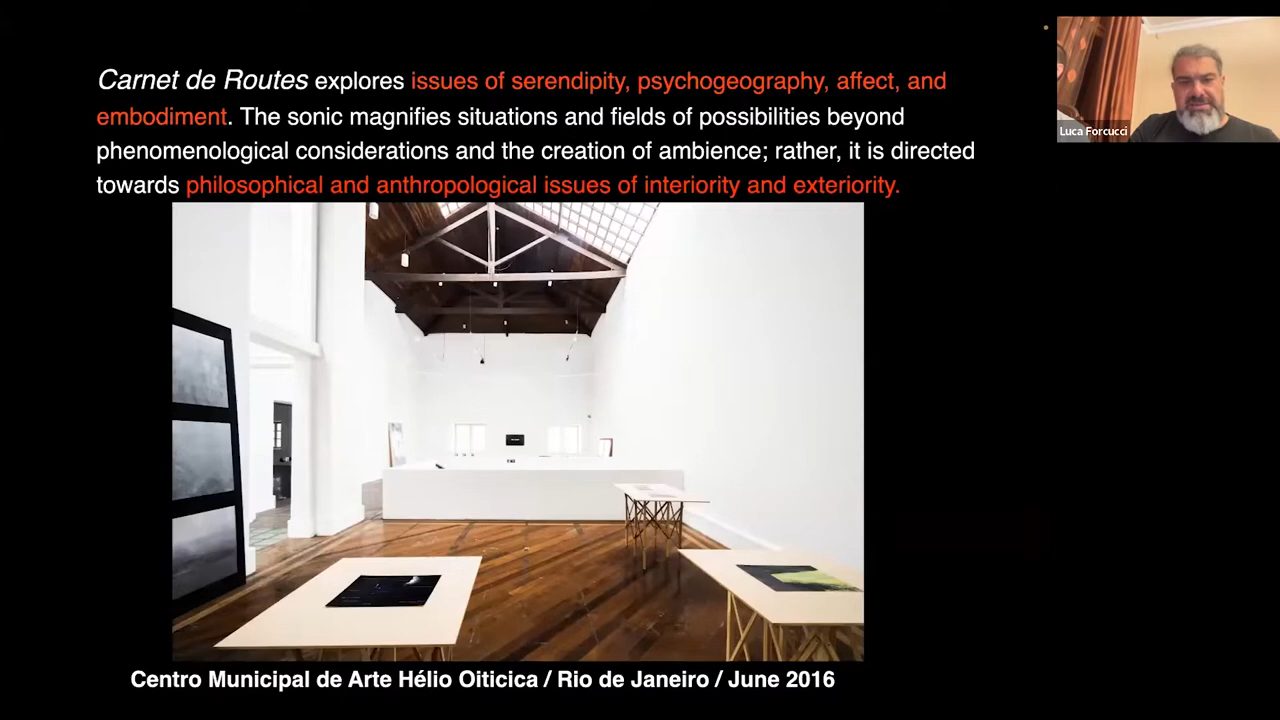 Carnet de Routes explores issues of serendipity, psychogeography, affect, and
embodiment. The sonic magnifies situations and fields of possibilities beyond
phenomenological considerations and the creation of ambience; rather, it is directed
towards philosophical and anthropological issues of interiority and exteriority.
Luca Forcucci
Centro Municipal de Arte Hélio Oiticica / Rio de Janeiro / June 2016